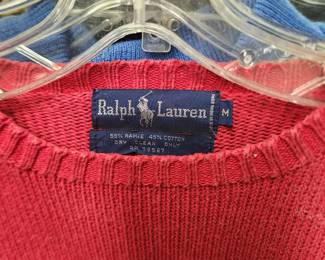 Ralph Lauren
M
55% RAMIE 45% COTTON
DRY CLEAN ONLY